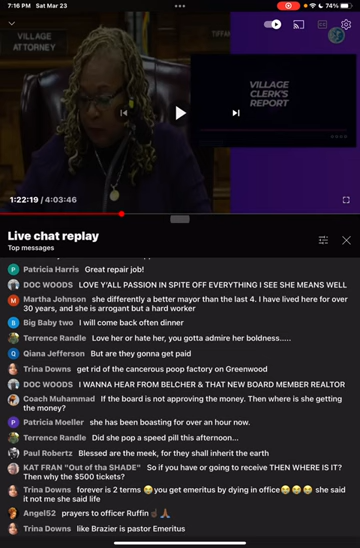 7:16 PM Sat Mar 23
74%
VILLAGE
ATTORNEY
TIFFAN
VILLAGE
CLERK'S
REPORT
1:22:19 / 4:03:46
Live chat replay
Top messages
Patricia Harris Great repair job!
DOC WOODS LOVE Y'ALL PASSION IN SPITE OFF EVERYTHING I SEE SHE MEANS WELL
Martha Johnson she differently a better mayor than the last 4. I have lived here for over
30 years, and she is arrogant but a hard worker
Big Baby two I will come back often dinner
Terrence Randle Love her or hate her, you gotta admire her boldness.....
Qiana Jefferson But are they gonna get paid
Trina Downs get rid of the cancerous poop factory on Greenwood
DOC WOODS I WANNA HEAR FROM BELCHER & THAT NEW BOARD MEMBER REALTOR
Coach Muhammad If the board is not approving the money. Then where is she getting
the money?
Patricia Moeller she has been boasting for over an hour now.
Terrence Randle Did she pop a speed pill this afternoon...
Paul Robertz Blessed are the meek, for they shall inherit the earth
KAT FRAN "Out of tha SHADE" So if you have or going to receive THEN WHERE IS IT?
Then why the $500 tickets?
Trina Downs forever is 2 terms 😂you get emeritus by dying in office😂😂😂 she said
it not me she said life
Angel52 prayers to officer Ruffin ☝🏾🙏🏾
Trina Downs like Brazier is pastor Emeritus